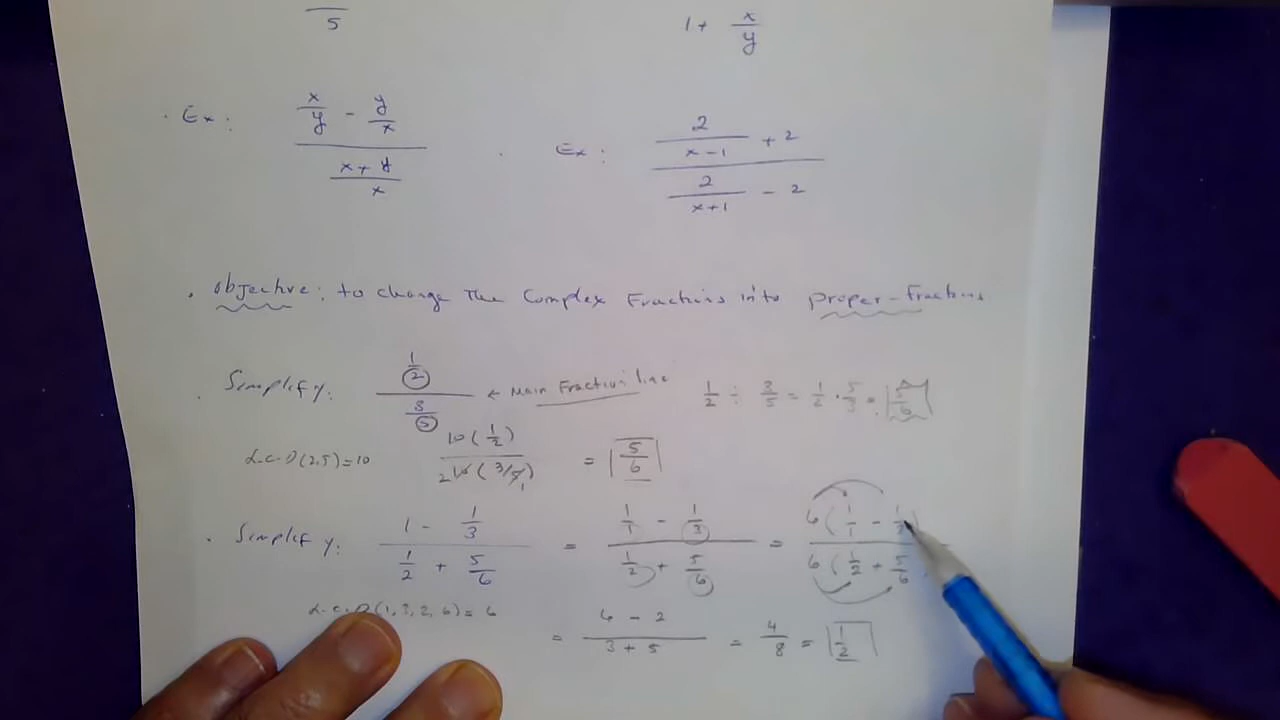 5
1 + x/y
Ex: (x/y - y/x) / ((x+y)/x)
. Ex: (2/(x-1) + 2) / (2/(x+1) - 2)
. Objective: to change the Complex Fractions into proper-fractions
. Simplify: (1/2) / (3/5) ← Main Fraction line 1/2 ÷ 3/5 = 1/2 · 5/3 = 5/6
L.C.D(2,5)=10 10(1/2) / 10(3/5) = 5/6
. Simplify: (1 - 1/3) / (1/2 + 5/6) = (1/1 - 1/3) / (1/2 + 5/6) = 6(1/1 - 1/3) / 6(1/2 + 5/6)
L.C.D(1,3,2,6)=6
= (6 - 2) / (3 + 5) = 4/8 = 1/2